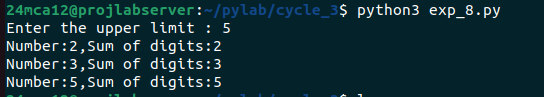 24mca12@projlabserver:~/pylab/cycle_3$ python3 exp_8.py
Enter the upper limit : 5
Number:2,Sum of digits:2
Number:3,Sum of digits:3
Number:5,Sum of digits:5